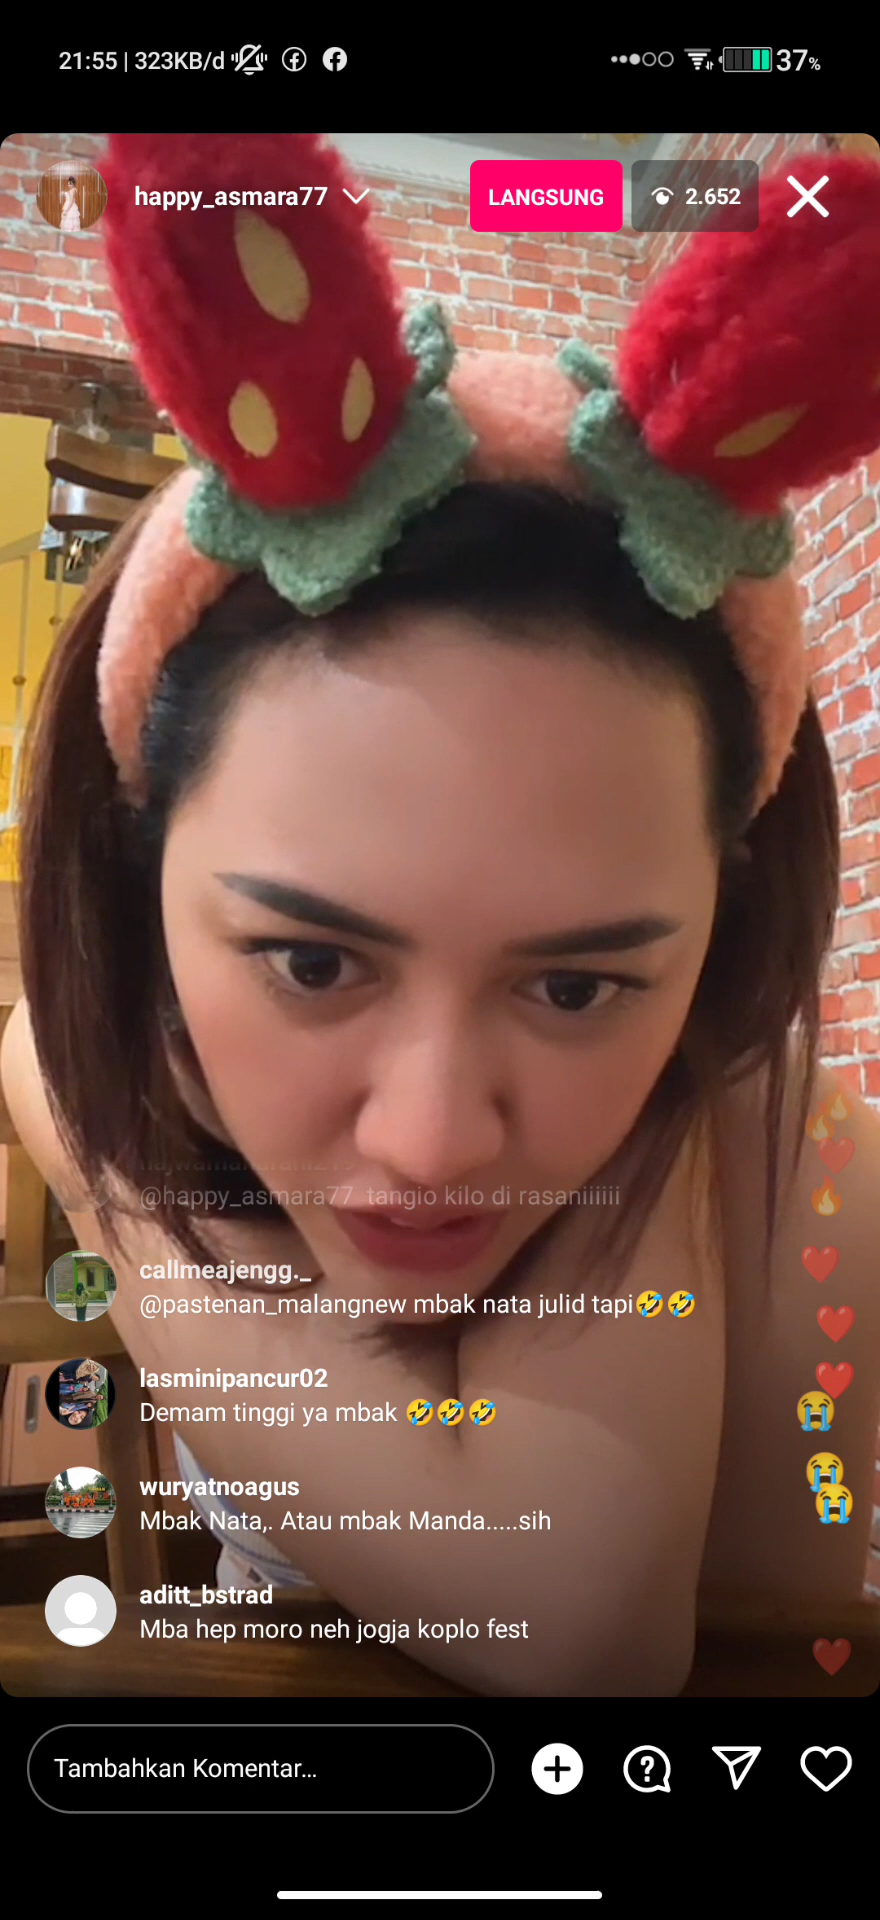 21:55 | 323KB/d
37%
happy_asmara77
LANGSUNG
2.652
@happy_asmara77 tangio kilo di rasaniiiiii
callmeajengg._
@pastenan_malangnew mbak nata julid tapi🤣🤣
lasminipancur02
Demam tinggi ya mbak 🤣🤣🤣
wuryatnoagus
Mbak Nata,. Atau mbak Manda.....sih
aditt_bstrad
Mba hep moro neh jogja koplo fest
Tambahkan Komentar...